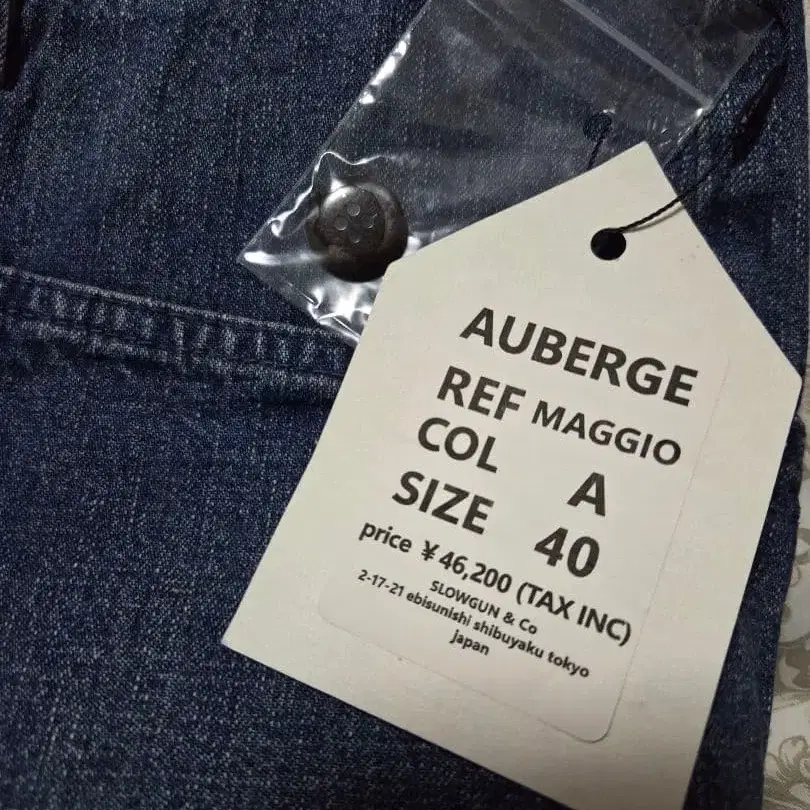 AUBERGE
REF MAGGIO
COL A
SIZE 40
price ¥46,200 (TAX INC)
SLOWGUN & Co
2-17-21 ebisunishi shibuyaku tokyo
japan